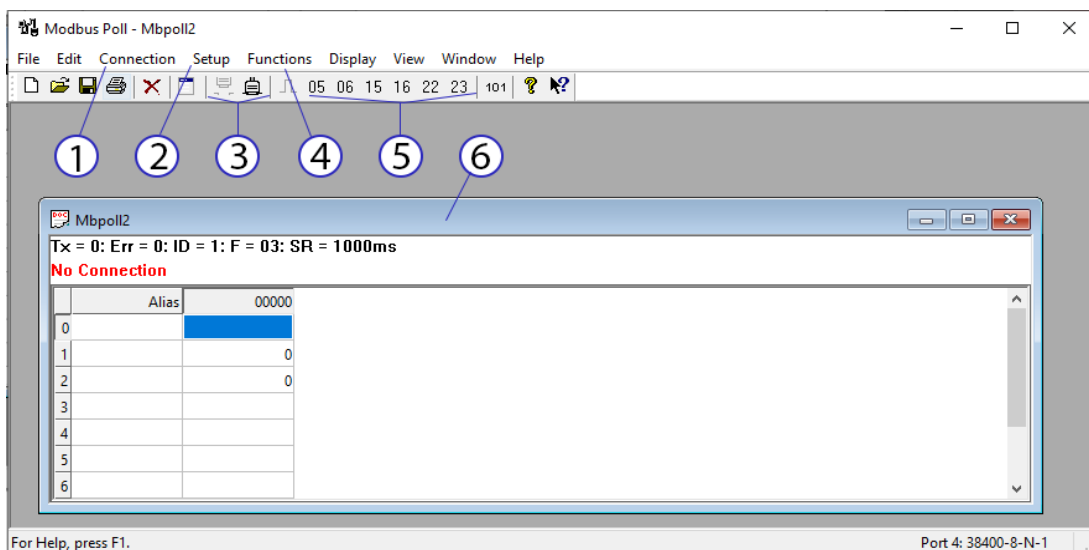 Modbus Poll - Mbpoll2
File Edit Connection Setup Functions Display View Window Help
05 06 15 16 22 23 101 ? ?
1 2 3 4 5 6
DOC Mbpoll2
Tx = 0: Err = 0: ID = 1: F = 03: SR = 1000ms
No Connection
Alias 00000
0
1 0
2 0
3
4
5
6
For Help, press F1. Port 4: 38400-8-N-1